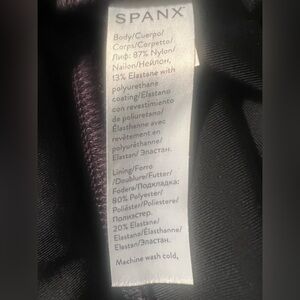 SPANX
Body/Cuerpo/
Corps/Corpetto/
Лиф: 87% Nylon/
Nailon/Нейлон,
13% Elastane with
polyurethane
coating/Elastano
con revestimiento
de poliuretano/
Élasthanne avec
revêtement en
polyuréthane/
Elastan/ Эластан.
Lining/Forro
/Doublure/Futter/
Fodera/Подкладка:
80% Polyester/
Poliéster/Poliestere/
Полиэстер.
20% Elastane/
Elastano/Élasthanne/
Elastan/Эластан.
Machine wash cold,